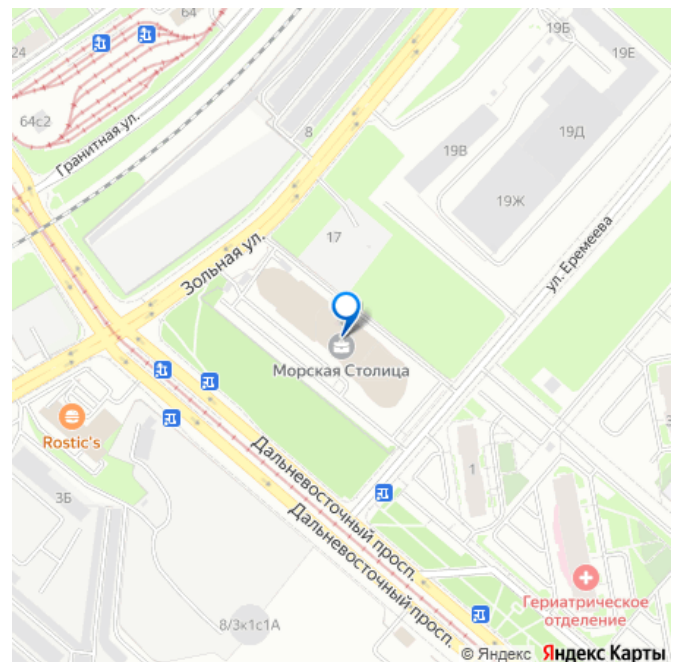 64
24
19Б
19Е
64с2
Гранитная ул.
8
19В
19Д
19Ж
17
Зольная ул.
ул. Еремеева
Морская Столица
Rostic's
3Б
1
Дальневосточный просп.
Дальневосточный просп.
Гериатрическое
отделение
8/3к1с1А
© Яндекс Яндекс Карты